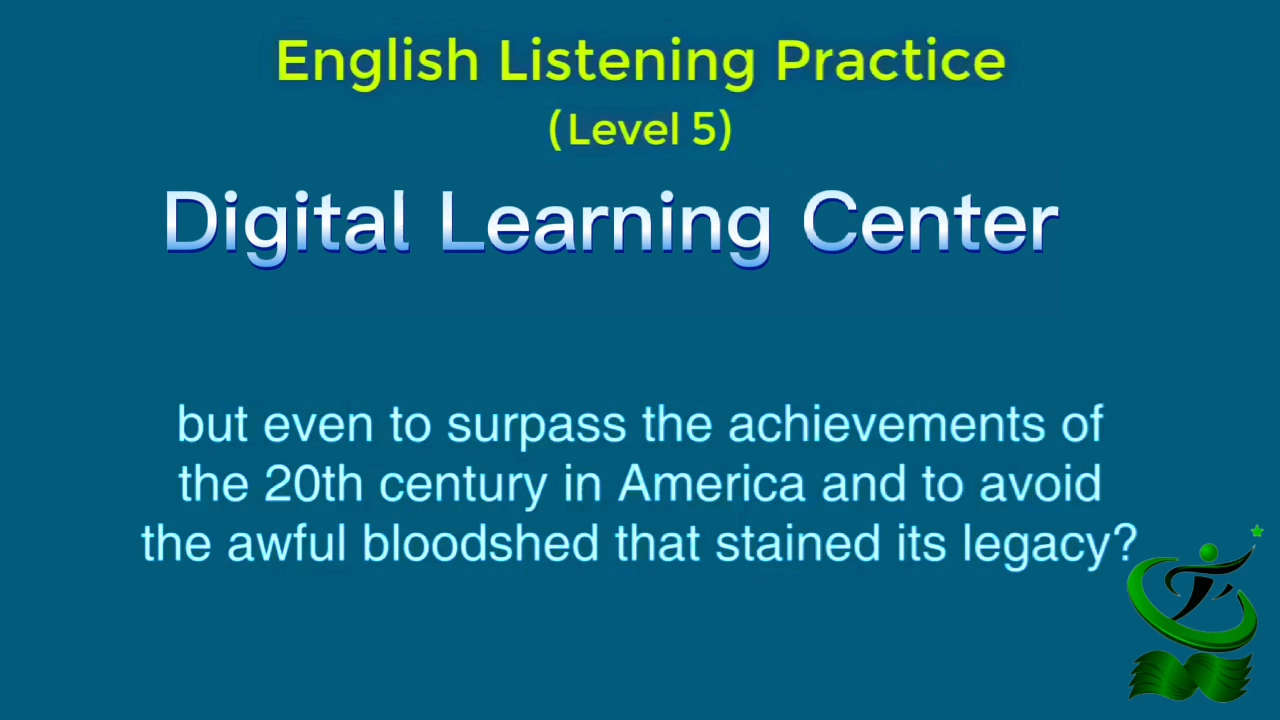 English Listening Practice
(Level 5)
Digital Learning Center
but even to surpass the achievements of
the 20th century in America and to avoid
the awful bloodshed that stained its legacy?